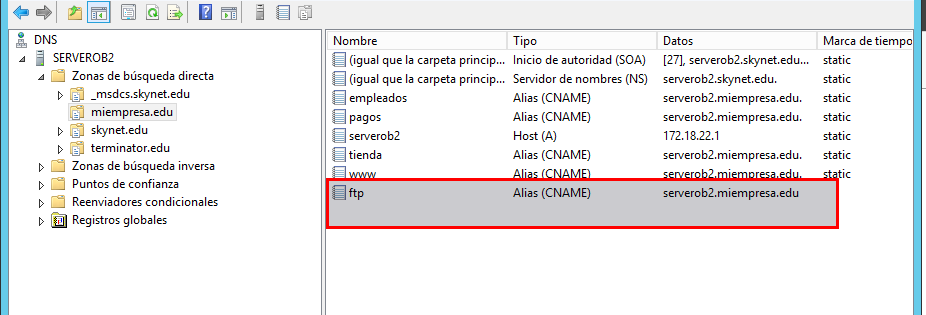 DNS
SERVEROB2
Zonas de búsqueda directa
_msdcs.skynet.edu
miempresa.edu
skynet.edu
terminator.edu
Zonas de búsqueda inversa
Puntos de confianza
Reenviadores condicionales
Registros globales
Nombre Tipo Datos Marca de tiempo
(igual que la carpeta princip... Inicio de autoridad (SOA) [27], serverob2.skynet.edu... static
(igual que la carpeta princip... Servidor de nombres (NS) serverob2.skynet.edu. static
empleados Alias (CNAME) serverob2.miempresa.edu. static
pagos Alias (CNAME) serverob2.miempresa.edu. static
serverob2 Host (A) 172.18.22.1 static
tienda Alias (CNAME) serverob2.miempresa.edu. static
www Alias (CNAME) serverob2.miempresa.edu. static
ftp Alias (CNAME) serverob2.miempresa.edu